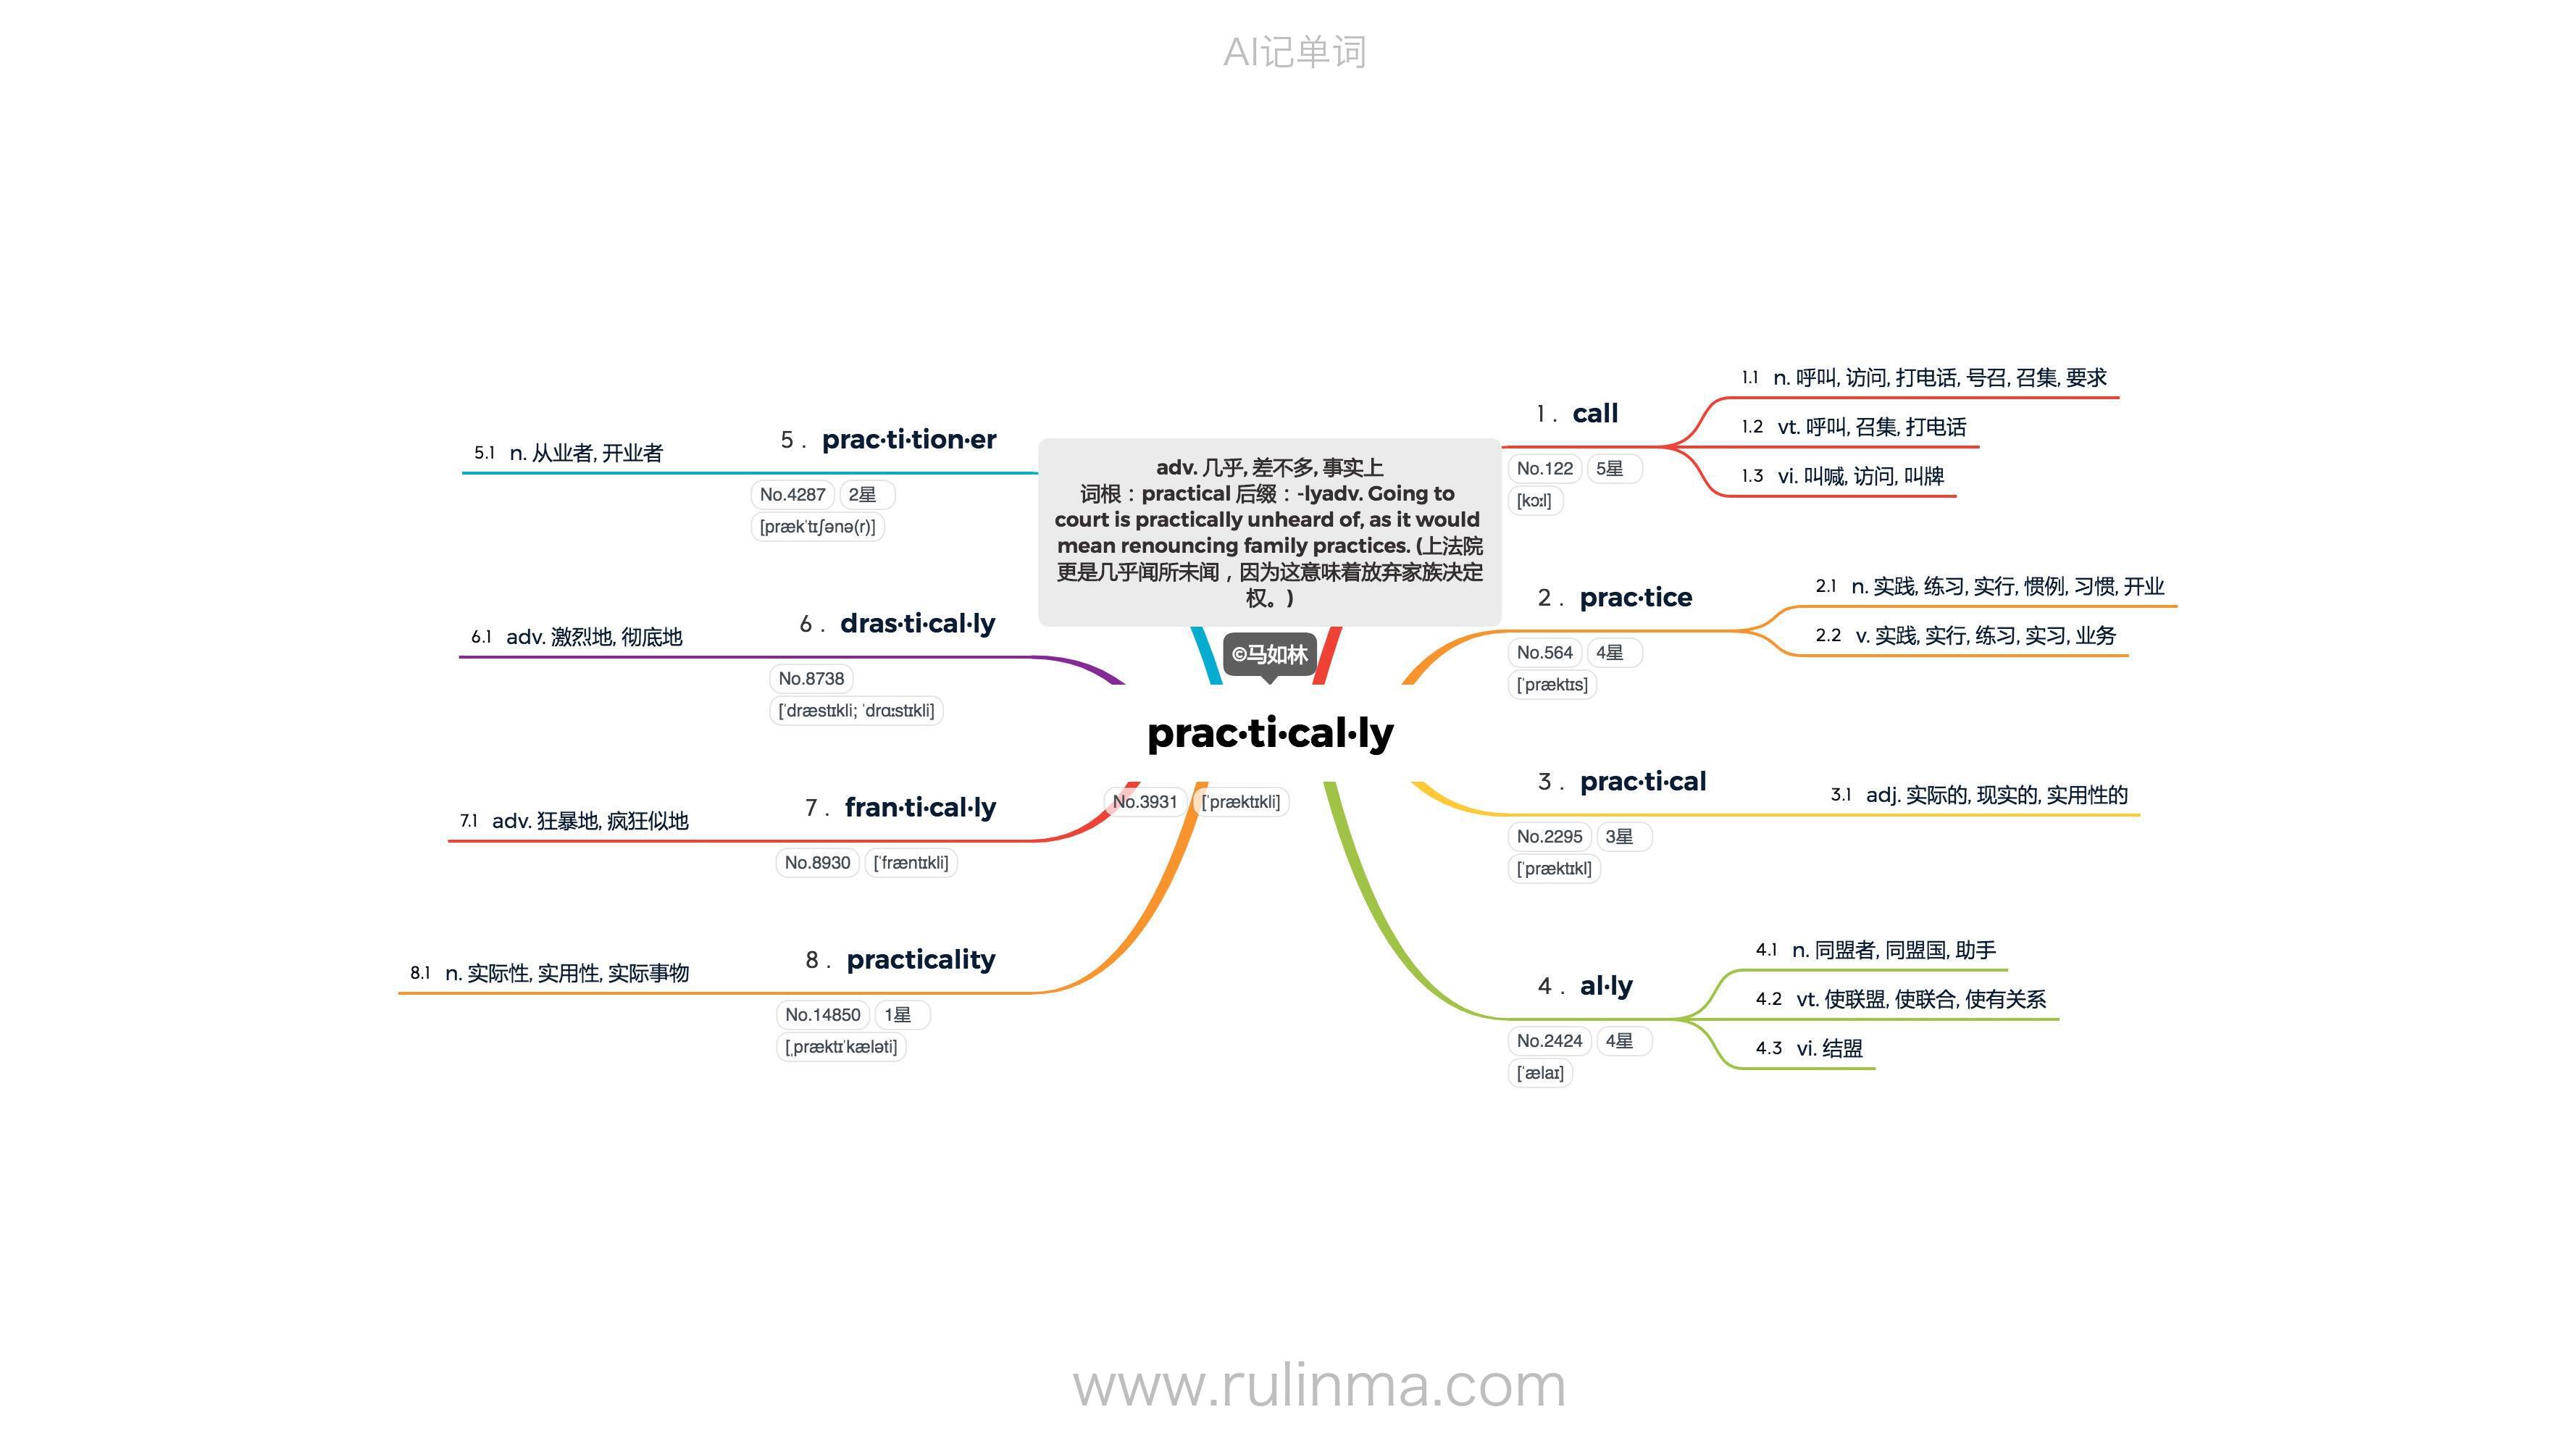 AI记单词
adv. 几乎, 差不多, 事实上
词根：practical 后缀：-lyadv. Going to
court is practically unheard of, as it would
mean renouncing family practices. (上法院
更是几乎闻所未闻，因为这意味着放弃家族决定
权。)
©马如林
prac·ti·cal·ly
No.3931 [ˈpræktɪkli]
1. call
No.122 5星
[kɔːl]
1.1 n. 呼叫, 访问, 打电话, 号召, 召集, 要求
1.2 vt. 呼叫, 召集, 打电话
1.3 vi. 叫喊, 访问, 叫牌
2. prac·tice
No.564 4星
[ˈpræktɪs]
2.1 n. 实践, 练习, 实行, 惯例, 习惯, 开业
2.2 v. 实践, 实行, 练习, 实习, 业务
3. prac·ti·cal
No.2295 3星
[ˈpræktɪkl]
3.1 adj. 实际的, 现实的, 实用性的
4. al·ly
No.2424 4星
[ˈælaɪ]
4.1 n. 同盟者, 同盟国, 助手
4.2 vt. 使联盟, 使联合, 使有关系
4.3 vi. 结盟
5. prac·ti·tion·er
No.4287 2星
[prækˈtɪʃənə(r)]
5.1 n. 从业者, 开业者
6. dras·ti·cal·ly
No.8738
[ˈdræstɪkli; ˈdrɑːstɪkli]
6.1 adv. 激烈地, 彻底地
7. fran·ti·cal·ly
No.8930 [ˈfræntɪkli]
7.1 adv. 狂暴地, 疯狂似地
8. practicality
No.14850 1星
[ˌpræktɪˈkæləti]
8.1 n. 实际性, 实用性, 实际事物
www.rulinma.com